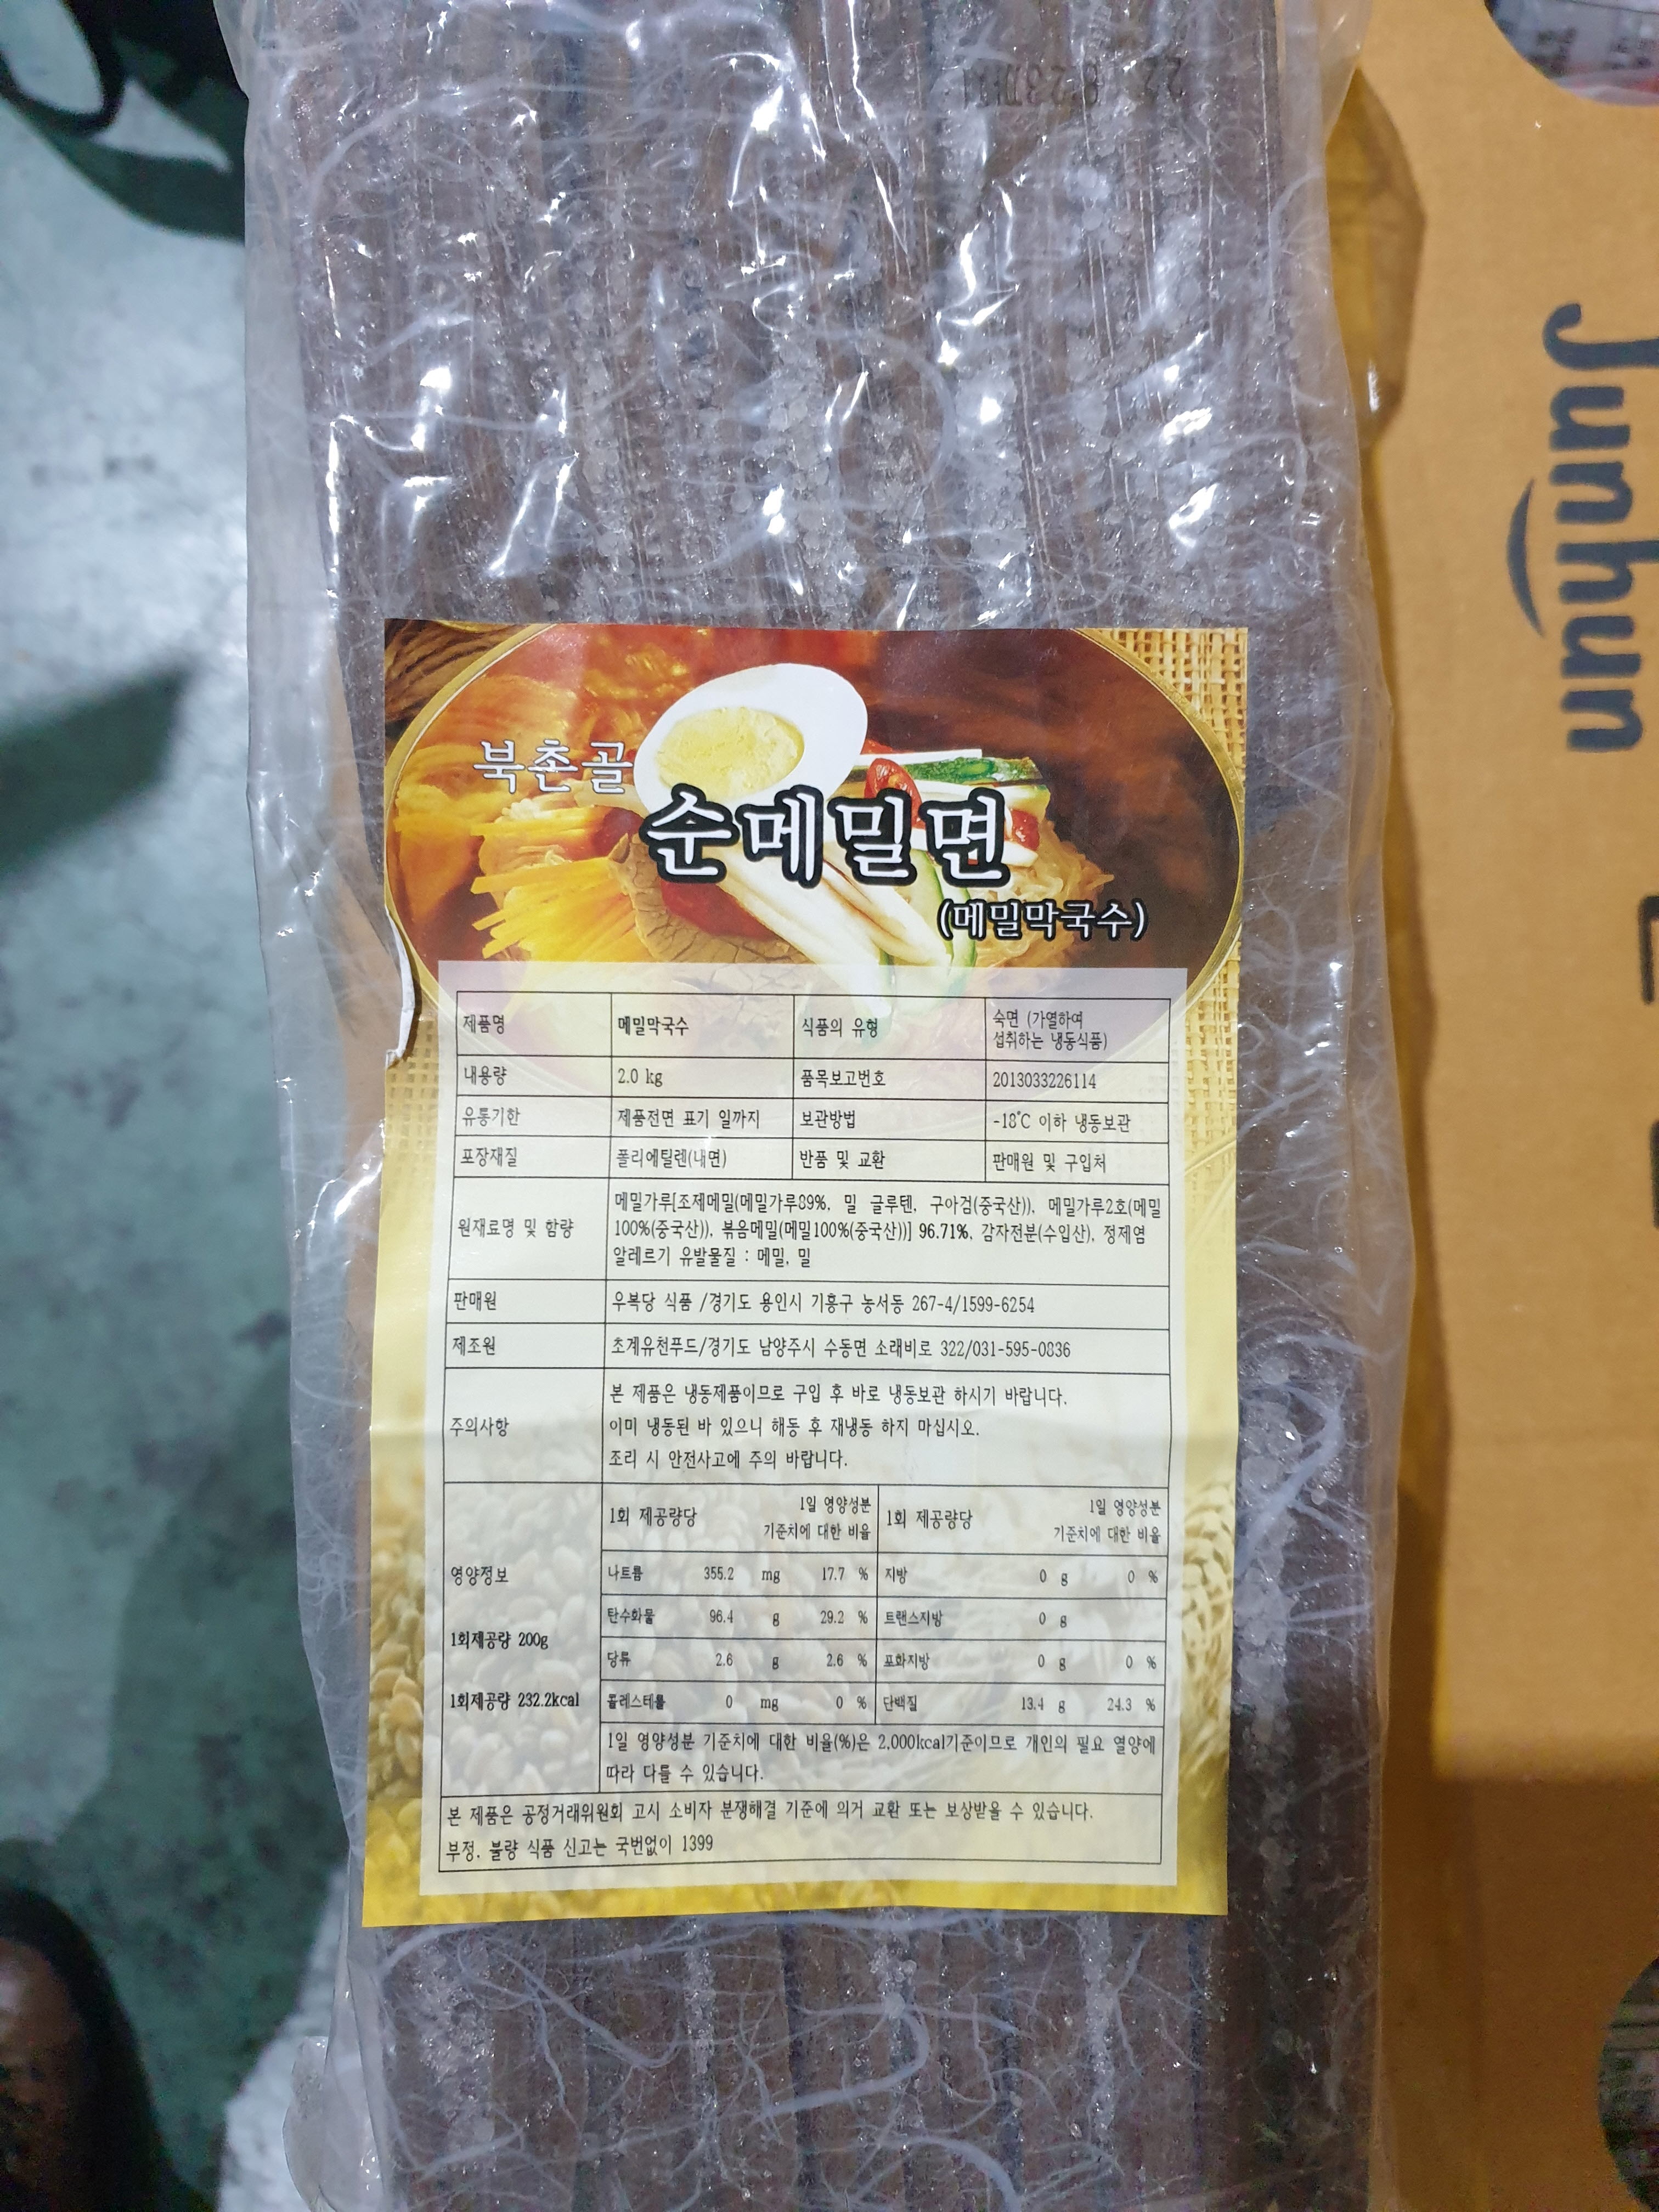 22. 8.23까지
Junhun
북촌골
순메밀면
(메밀막국수)
제품명 메밀막국수 식품의 유형 숙면 (가열하여
섭취하는 냉동식품)
내용량 2.0 kg 품목보고번호 2013033226114
유통기한 제품전면 표기 일까지 보관방법 -18℃ 이하 냉동보관
포장재질 폴리에틸렌(내면) 반품 및 교환 판매원 및 구입처
원재료명 및 함량 메밀가루[조제메밀(메밀가루89%, 밀 글루텐, 구아검(중국산)), 메밀가루2호(메밀
100%(중국산)), 볶음메밀(메밀100%(중국산))] 96.71%, 감자전분(수입산), 정제염
알레르기 유발물질 : 메밀, 밀
판매원 우복당 식품 /경기도 용인시 기흥구 농서동 267-4/1599-6254
제조원 초계유천푸드/경기도 남양주시 수동면 소래비로 322/031-595-0836
주의사항 본 제품은 냉동제품이므로 구입 후 바로 냉동보관 하시기 바랍니다.
이미 냉동된 바 있으니 해동 후 재냉동 하지 마십시오.
조리 시 안전사고에 주의 바랍니다.
영양정보
1회제공량 200g
1회제공량 232.2kcal
1회 제공량당 1일 영양성분
기준치에 대한 비율
1회 제공량당 1일 영양성분
기준치에 대한 비율
나트륨 355.2 mg 17.7 % 지방 0 g 0 %
탄수화물 96.4 g 29.2 % 트랜스지방 0 g
당류 2.6 g 2.6 % 포화지방 0 g 0 %
콜레스테롤 0 mg 0 % 단백질 13.4 g 24.3 %
1일 영양성분 기준치에 대한 비율(%)은 2,000kcal기준이므로 개인의 필요 열양에
따라 다를 수 있습니다.
본 제품은 공정거래위원회 고시 소비자 분쟁해결 기준에 의거 교환 또는 보상받을 수 있습니다.
부정, 불량 식품 신고는 국번없이 1399